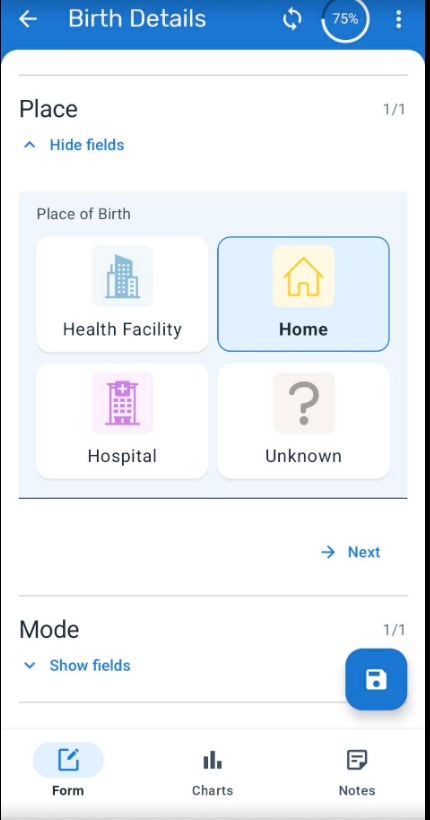 Birth Details
75%
Place
1/1
Hide fields
Place of Birth
Health Facility
Home
Hospital
Unknown
Next
Mode
1/1
Show fields
Form
Charts
Notes